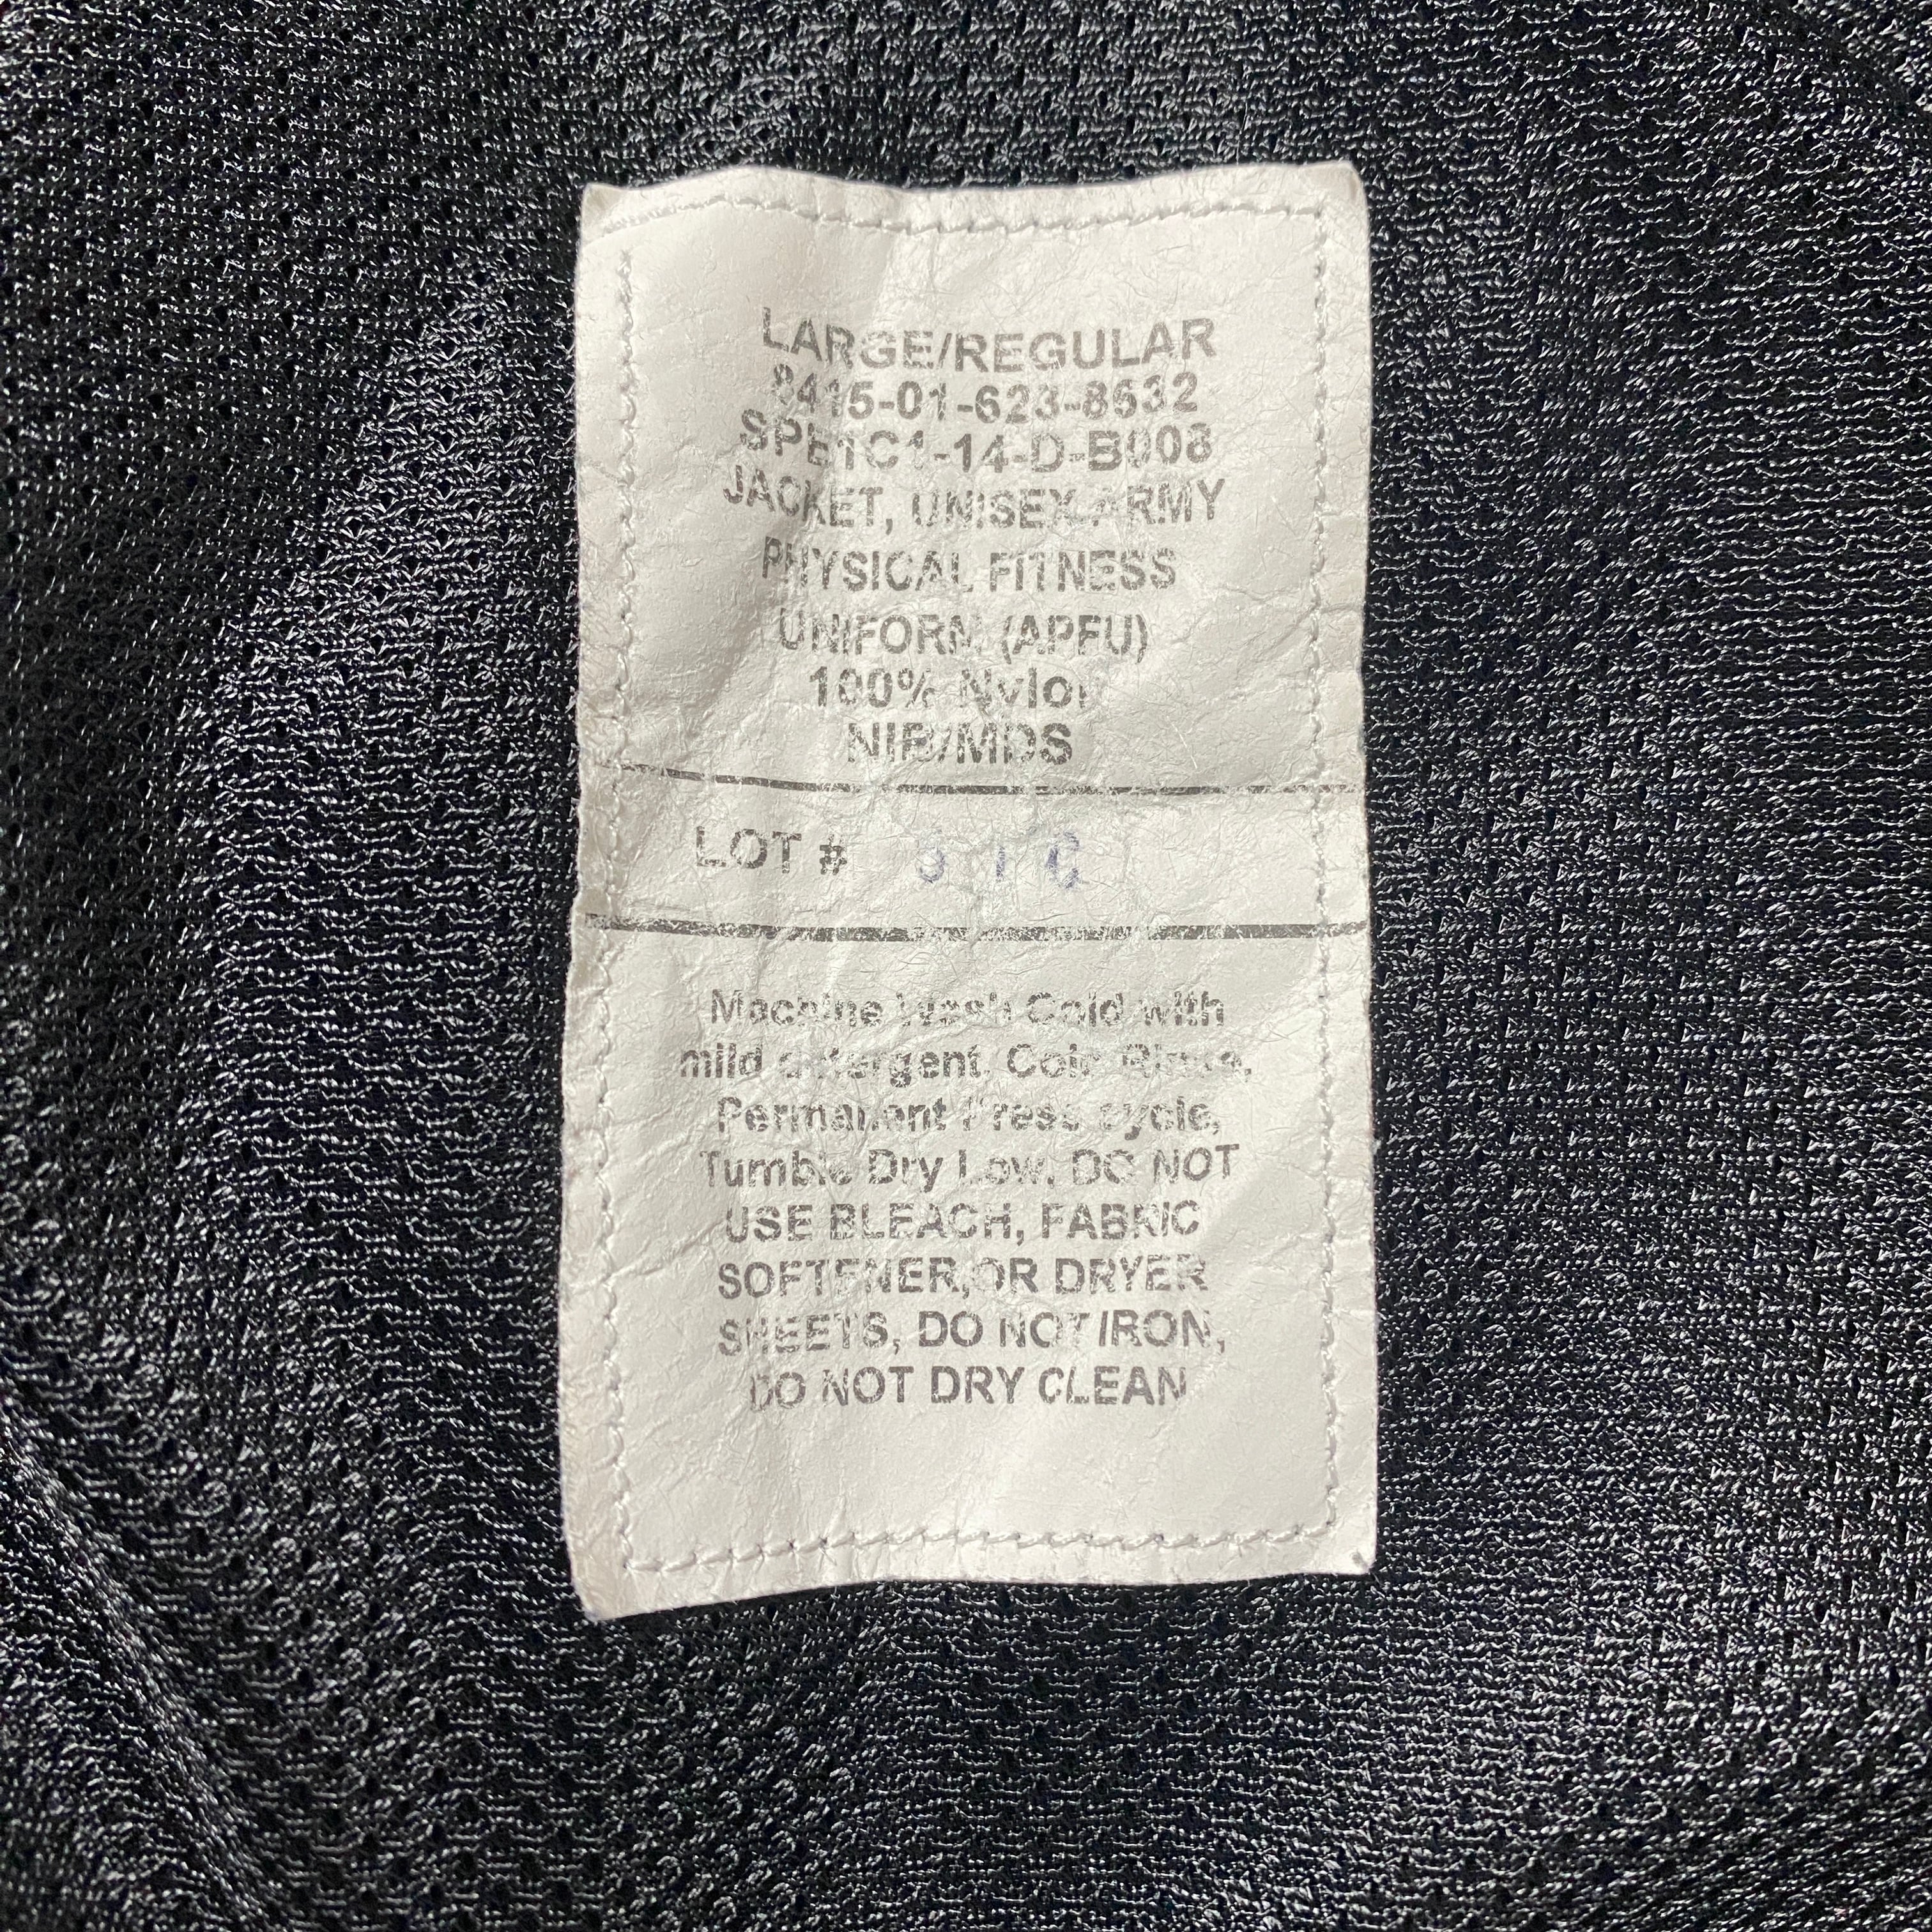 LARGE/REGULAR
8415-01-623-8532
SPE1C1-14-D-B008
JACKET, UNISEX-ARMY
PHYSICAL FITNESS
UNIFORM (APFU)
100% Nylon
NIB/MDS
LOT #
Machine Wash Cold with
mild detergent. Cold Rinse,
Permanent Press cycle,
Tumble Dry Low. DO NOT
USE BLEACH, FABRIC
SOFTENER,OR DRYER
SHEETS, DO NOT IRON,
DO NOT DRY CLEAN